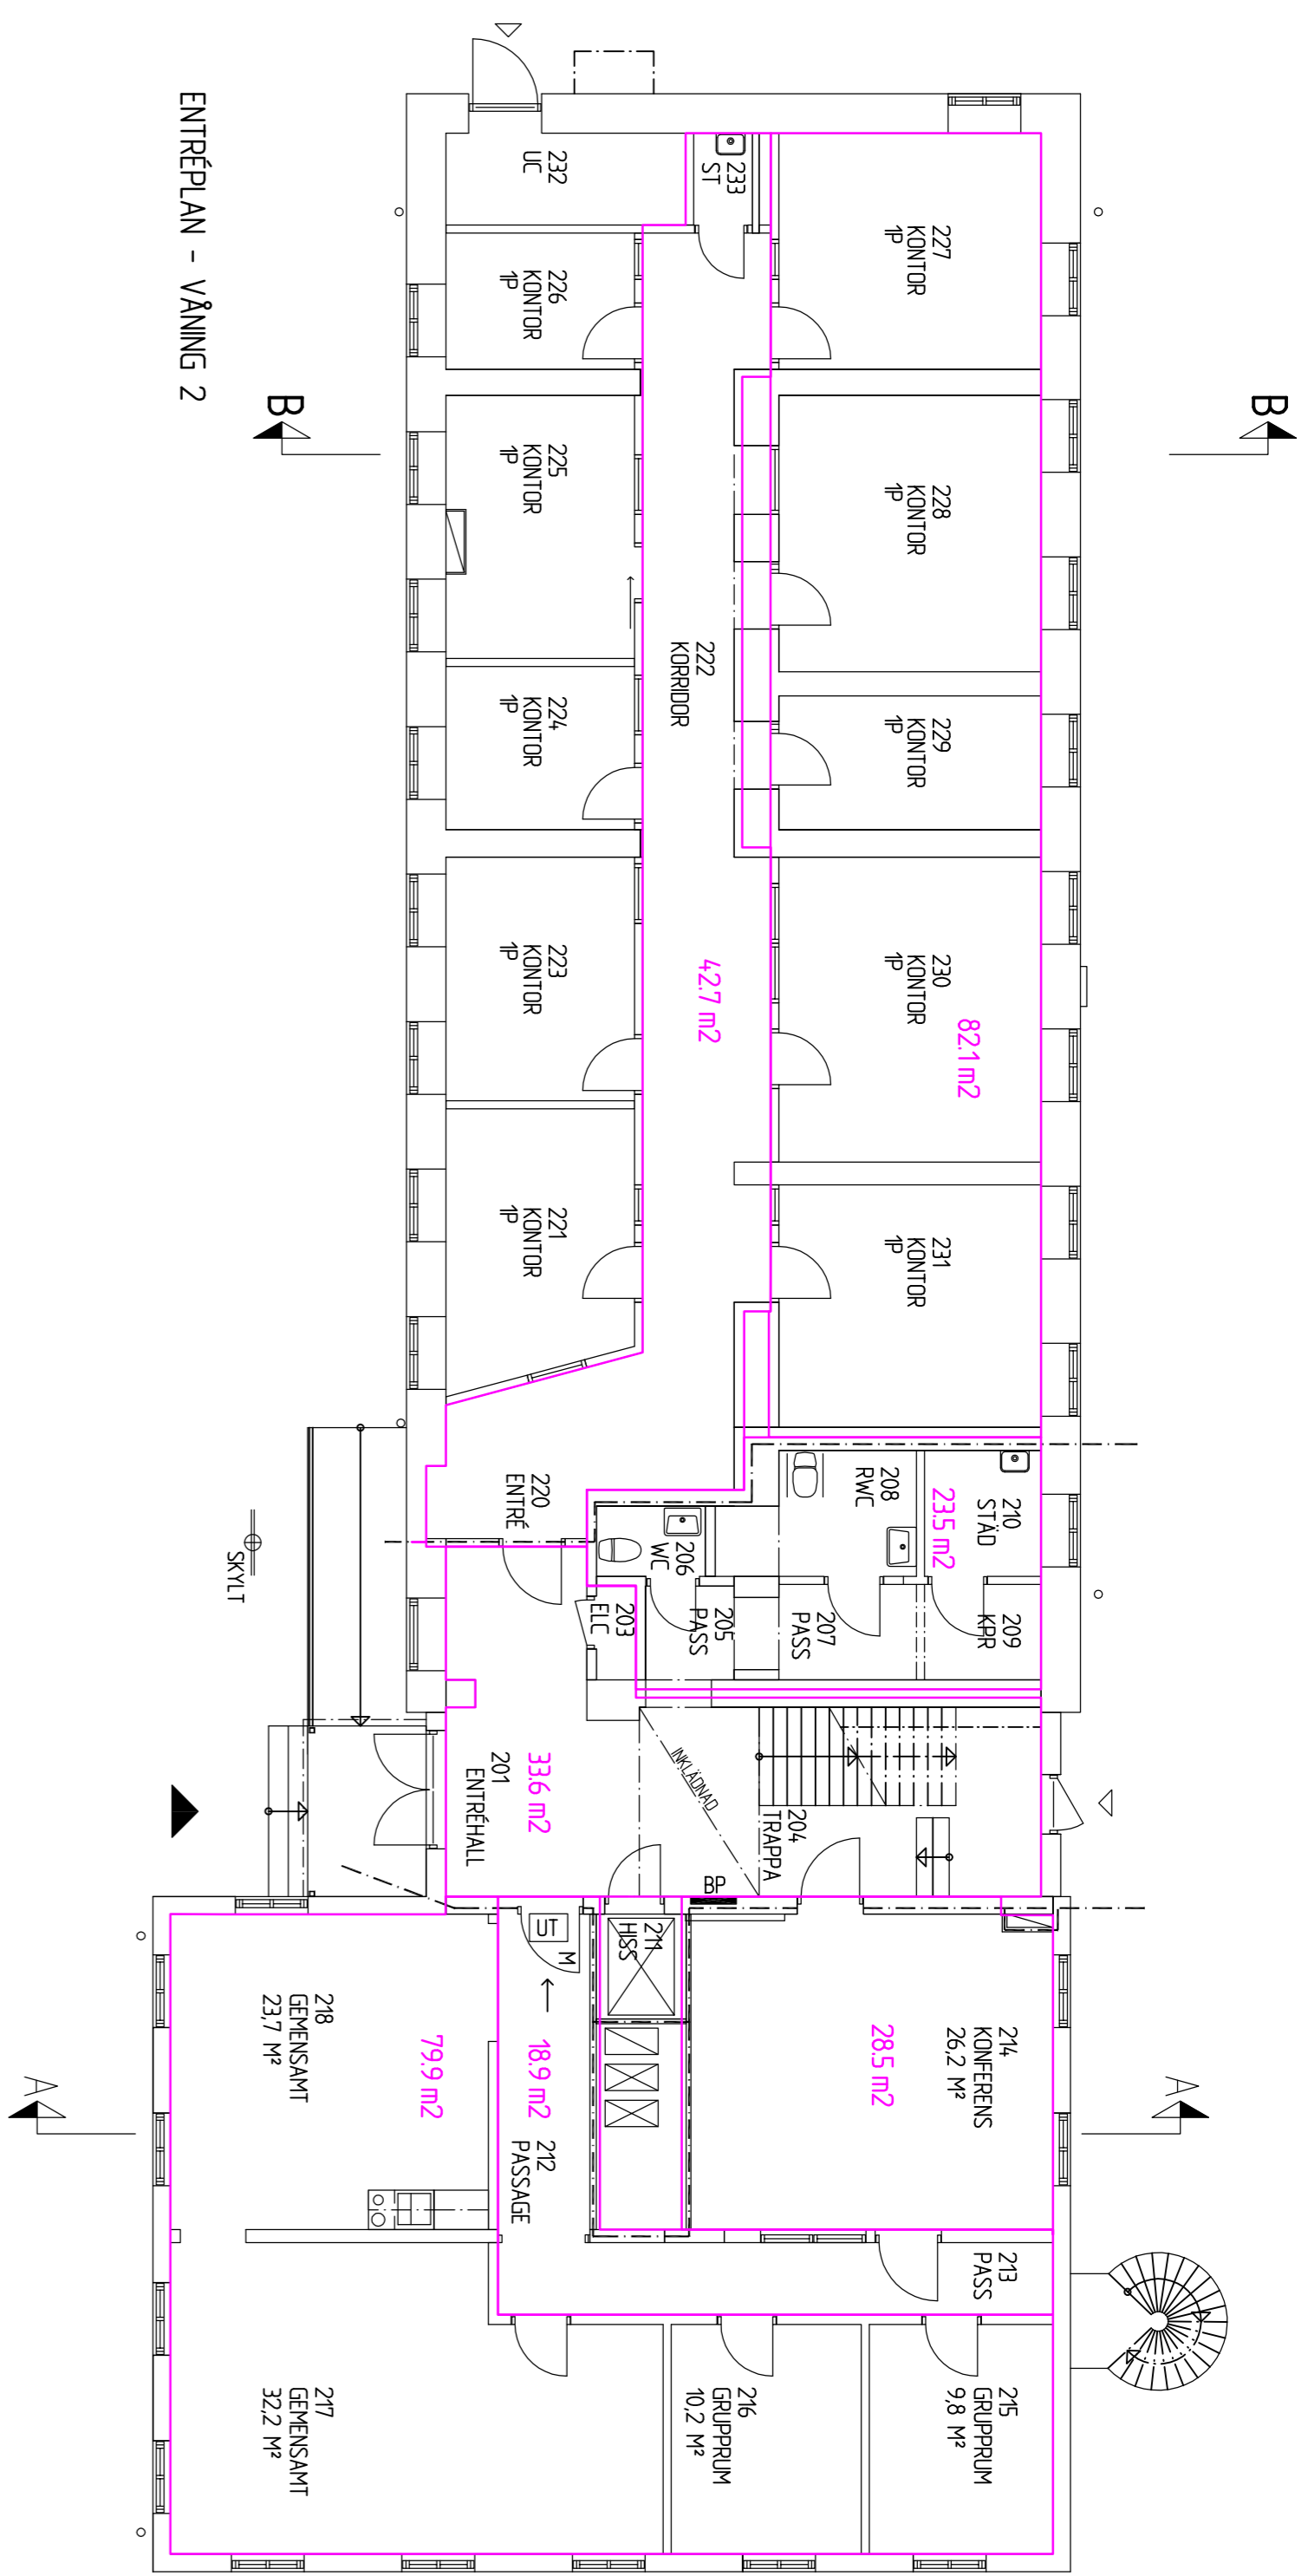 ENTRÉPLAN - VÅNING 2
B
B
232
UC
233
ST
227
KONTOR
1P
226
KONTOR
1P
225
KONTOR
1P
228
KONTOR
1P
222
KORRIDOR
224
KONTOR
1P
229
KONTOR
1P
223
KONTOR
1P
42.7 m2
230
KONTOR
1P
82.1 m2
221
KONTOR
1P
231
KONTOR
1P
220
ENTRÉ
208
RWC
23.5 m2
210
STÄD
206
WC
203
ELC
205
PASS
207
PASS
209
KPR
SKYLT
201
ENTRÉHALL
33.6 m2
INKLÄDNAD
204
TRAPPA
BP
211
HISS
UT
M
218
GEMENSAMT
23,7 M²
79.9 m2
18.9 m2
28.5 m2
214
KONFERENS
26,2 M²
A
A
212
PASSAGE
213
PASS
217
GEMENSAMT
32,2 M²
216
GRUPPRUM
10,2 M²
215
GRUPPRUM
9,8 M²